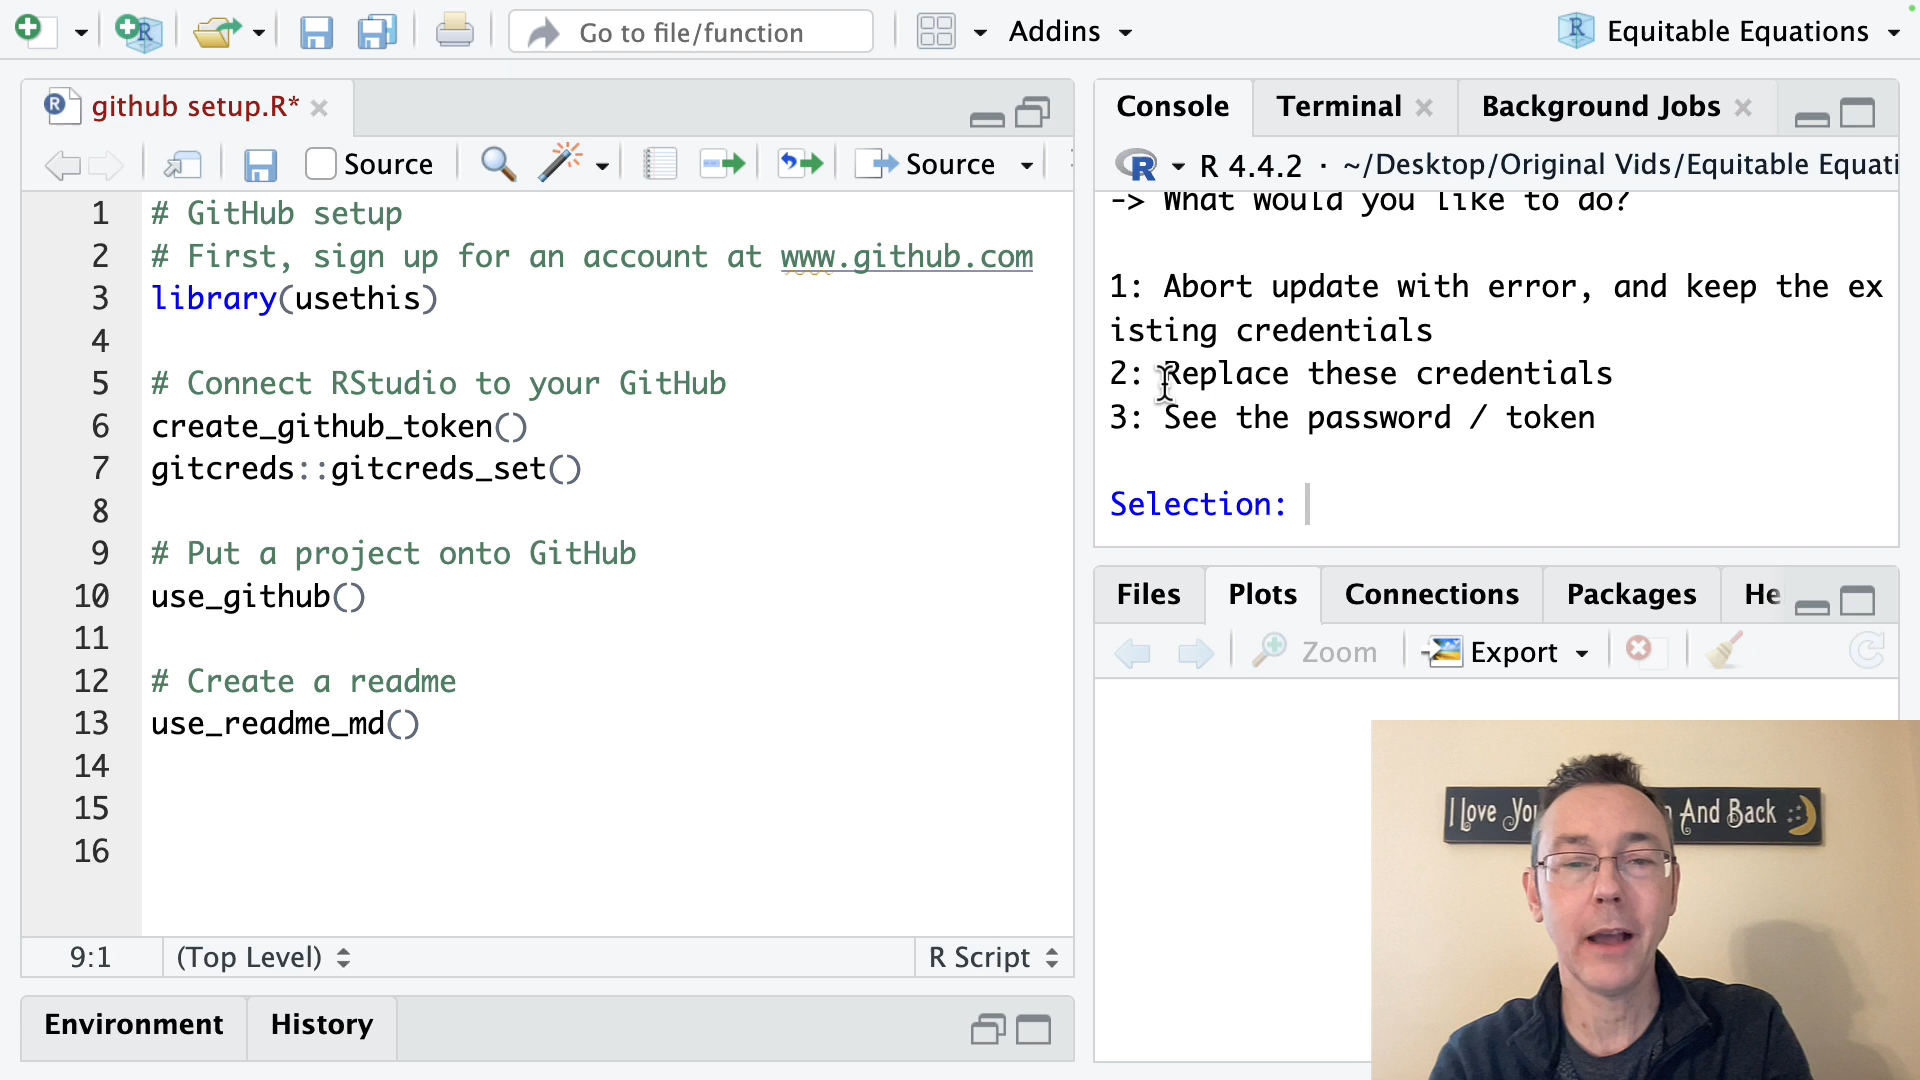 Go to file/function
Addins
Equitable Equations
github setup.R*
Source
Source
1 # GitHub setup
2 # First, sign up for an account at www.github.com
3 library(usethis)
4
5 # Connect RStudio to your GitHub
6 create_github_token()
7 gitcreds::gitcreds_set()
8
9 # Put a project onto GitHub
10 use_github()
11
12 # Create a readme
13 use_readme_md()
14
15
16
9:1 (Top Level) R Script
Environment History
Console Terminal Background Jobs
R 4.4.2 · ~/Desktop/Original Vids/Equitable Equati
-> What would you like to do?
1: Abort update with error, and keep the ex
isting credentials
2: Replace these credentials
3: See the password / token
Selection:
Files Plots Connections Packages He
Zoom Export
I Love You And Back